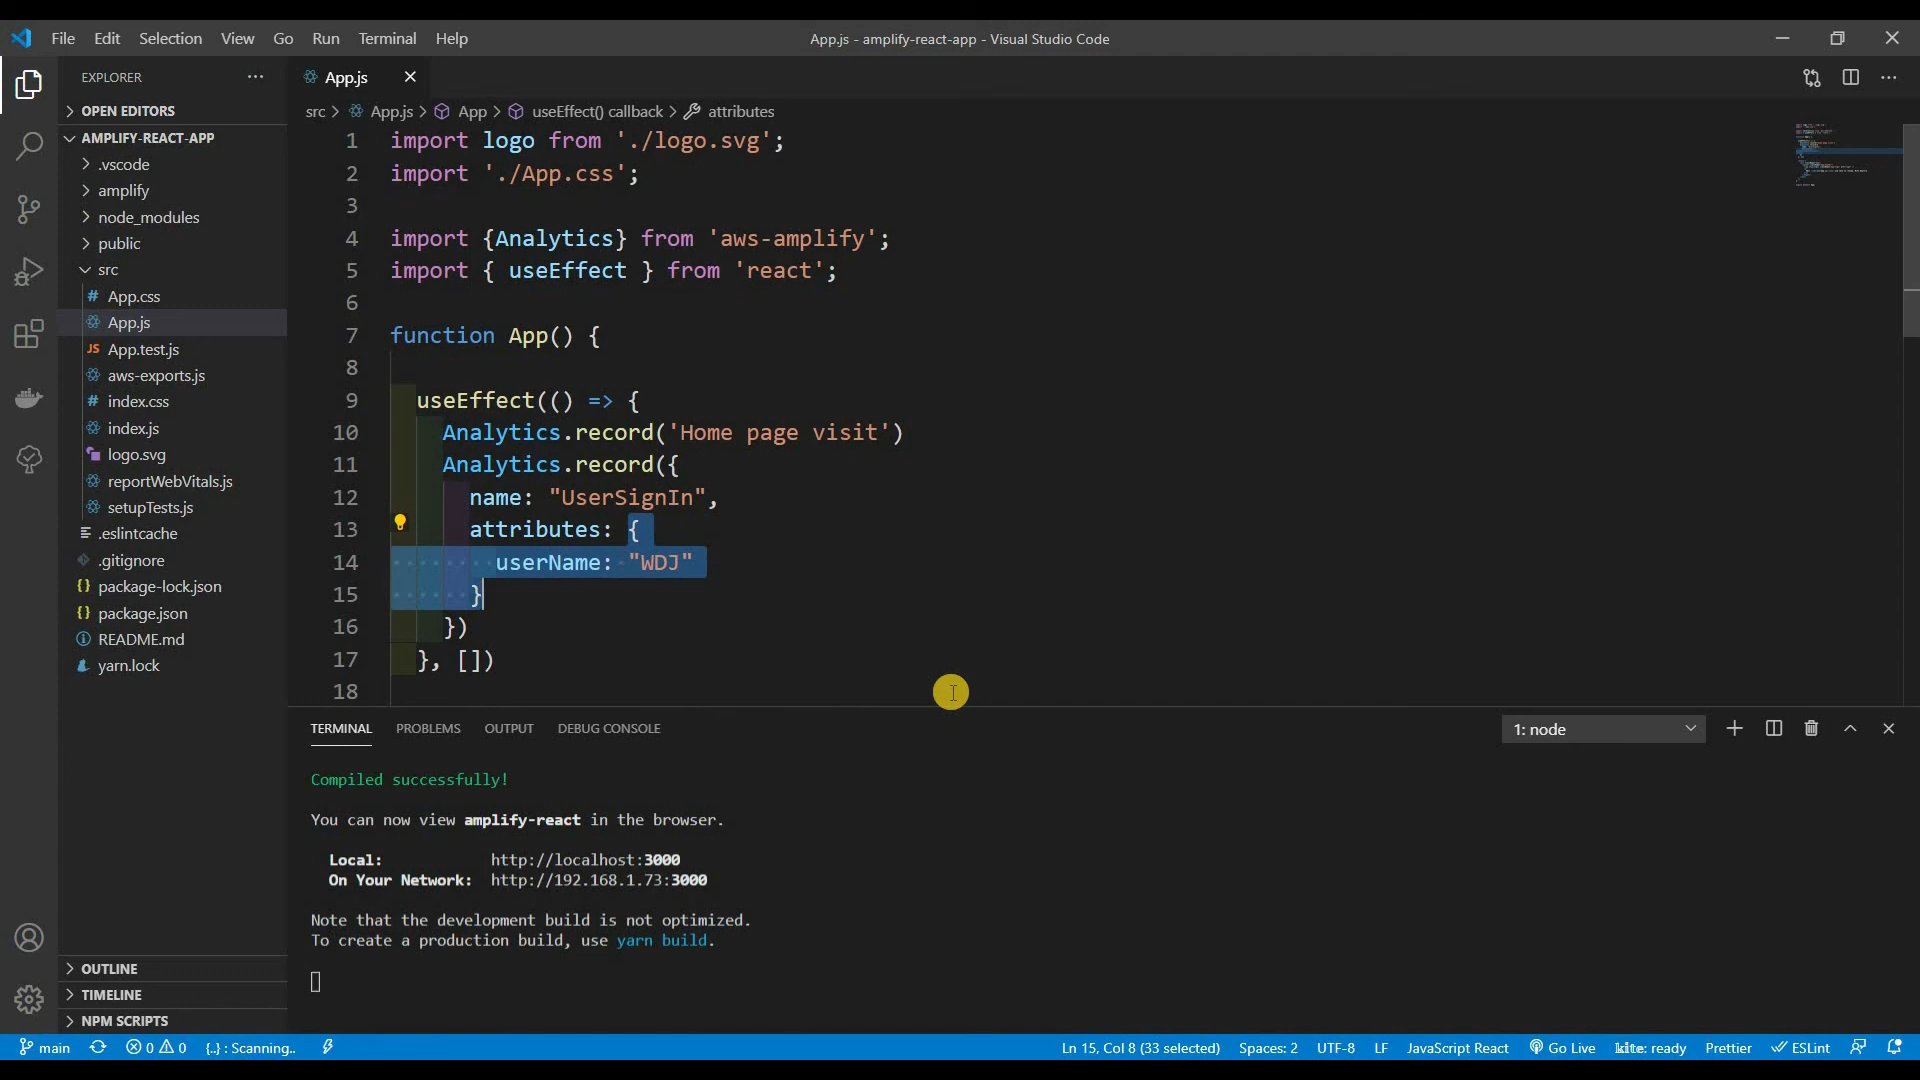 File Edit Selection View Go Run Terminal Help
App.js - amplify-react-app - Visual Studio Code
EXPLORER
OPEN EDITORS
AMPLIFY-REACT-APP
.vscode
amplify
node_modules
public
src
# App.css
App.js
JS App.test.js
aws-exports.js
# index.css
index.js
logo.svg
reportWebVitals.js
setupTests.js
.eslintcache
.gitignore
{} package-lock.json
{} package.json
README.md
yarn.lock
OUTLINE
TIMELINE
NPM SCRIPTS
App.js
src > App.js > App > useEffect() callback > attributes
1 import logo from './logo.svg';
2 import './App.css';
3
4 import {Analytics} from 'aws-amplify';
5 import { useEffect } from 'react';
6
7 function App() {
8
9 useEffect(() => {
10 Analytics.record('Home page visit')
11 Analytics.record({
12 name: "UserSignIn",
13 attributes: {
14 userName: "WDJ"
15 }
16 })
17 }, [])
18
TERMINAL PROBLEMS OUTPUT DEBUG CONSOLE
1: node
Compiled successfully!
You can now view amplify-react in the browser.
Local: http://localhost:3000
On Your Network: http://192.168.1.73:3000
Note that the development build is not optimized.
To create a production build, use yarn build.
main 0 0 {..} : Scanning.. Ln 15, Col 8 (33 selected) Spaces: 2 UTF-8 LF JavaScript React Go Live kite: ready Prettier ESLint